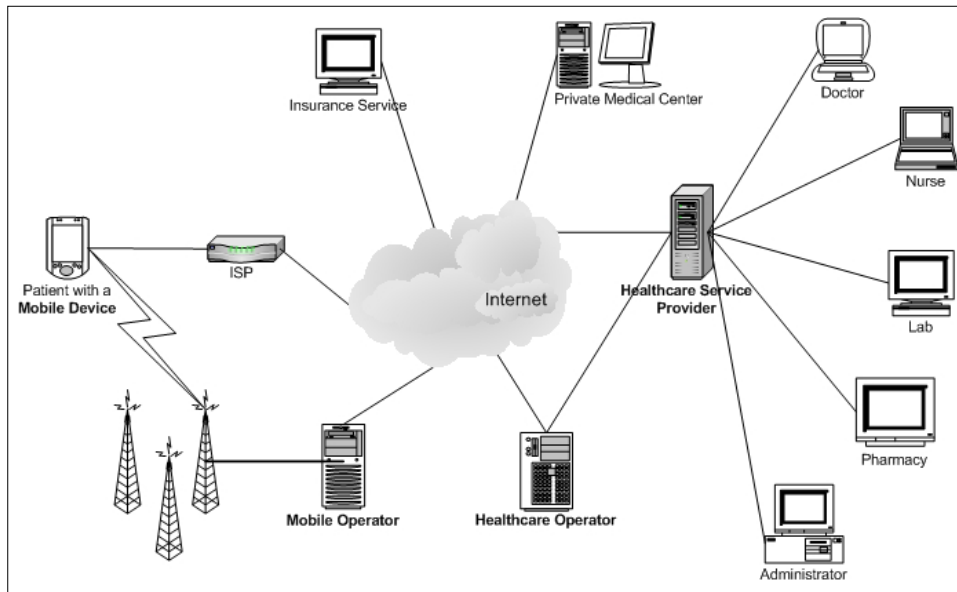 Insurance Service
Private Medical Center
Doctor
Nurse
Patient with a
Mobile Device
ISP
Internet
Healthcare Service
Provider
Lab
Pharmacy
Mobile Operator
Healthcare Operator
Administrator